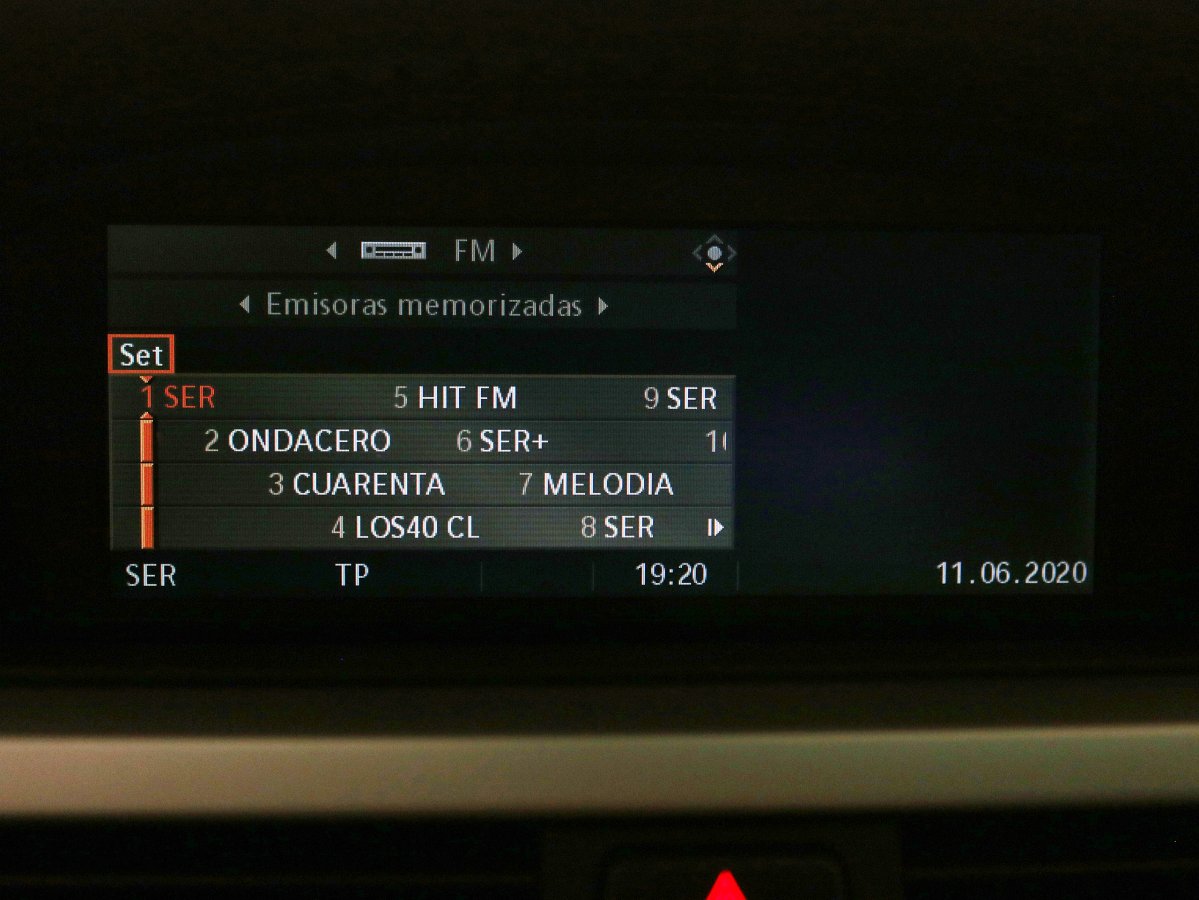 FM
Emisoras memorizadas
Set
1 SER 5 HIT FM 9 SER
2 ONDACERO 6 SER+
3 CUARENTA 7 MELODIA
4 LOS40 CL 8 SER
SER TP 19:20 11.06.2020